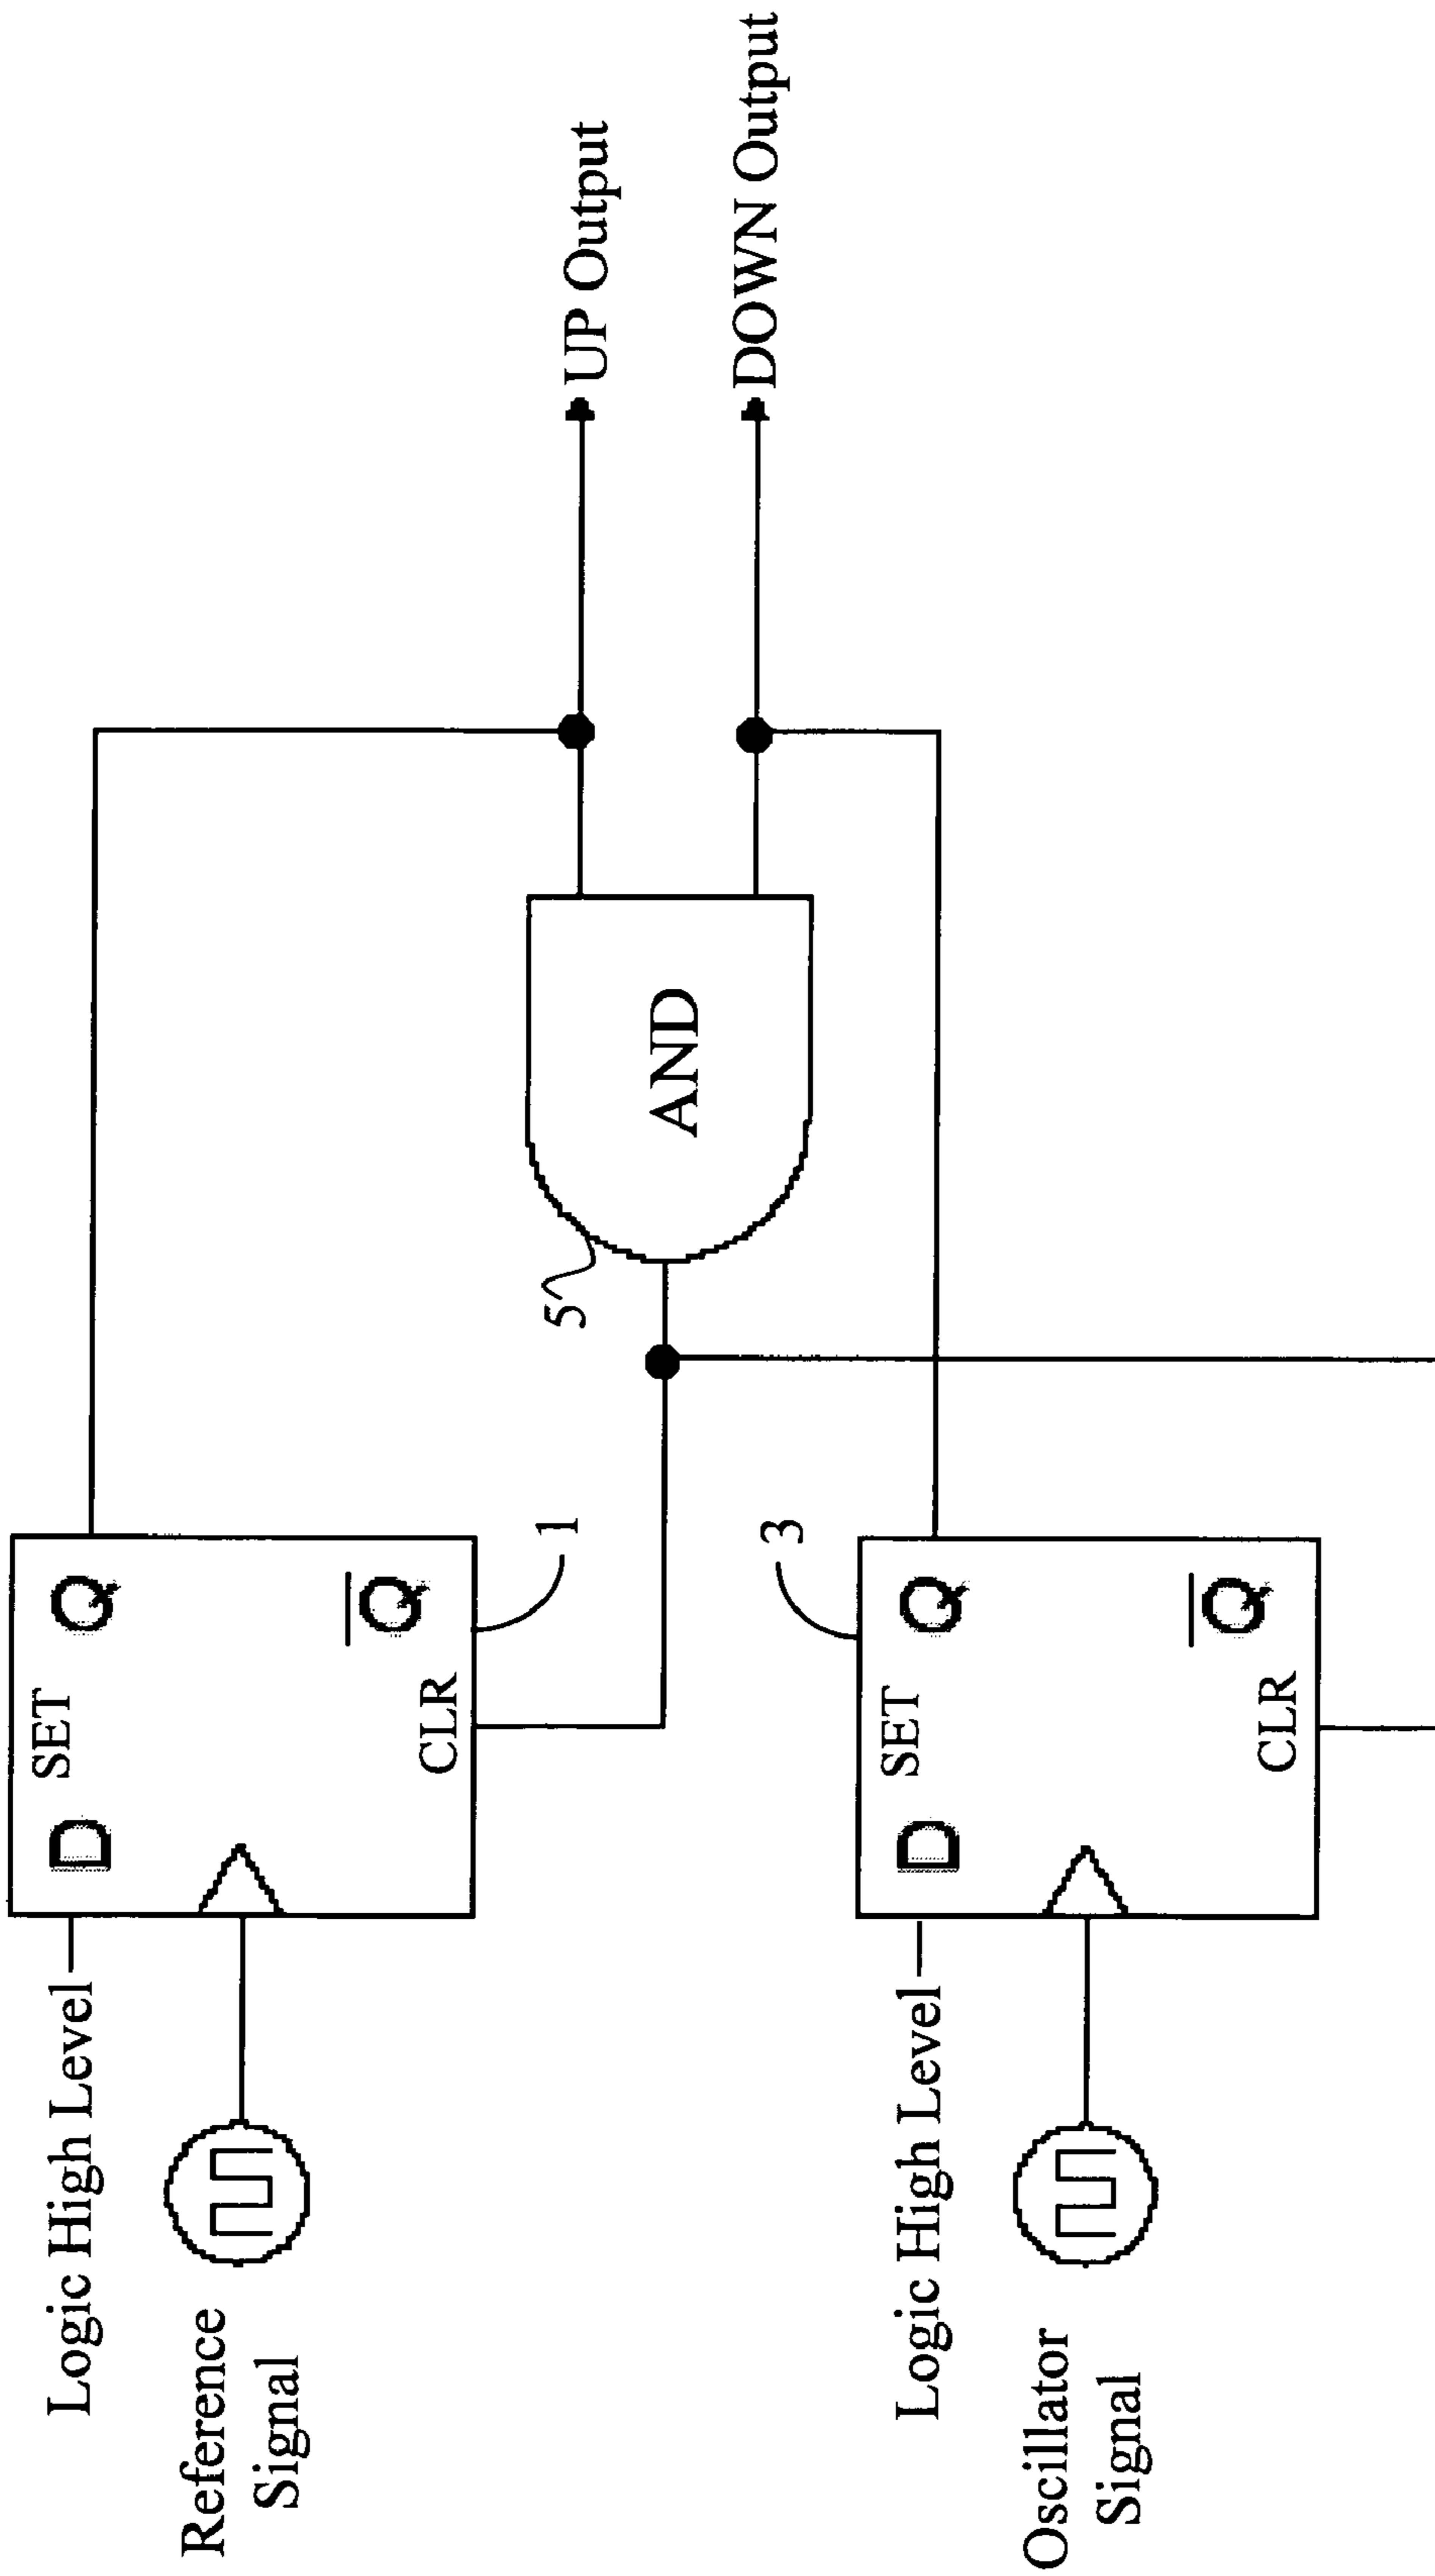 Logic High Level
D
SET
Q
Reference
Signal
Q
CLR
1
5
AND
UP Output
DOWN Output
3
Logic High Level
D
SET
Q
Oscillator
Signal
Q
CLR